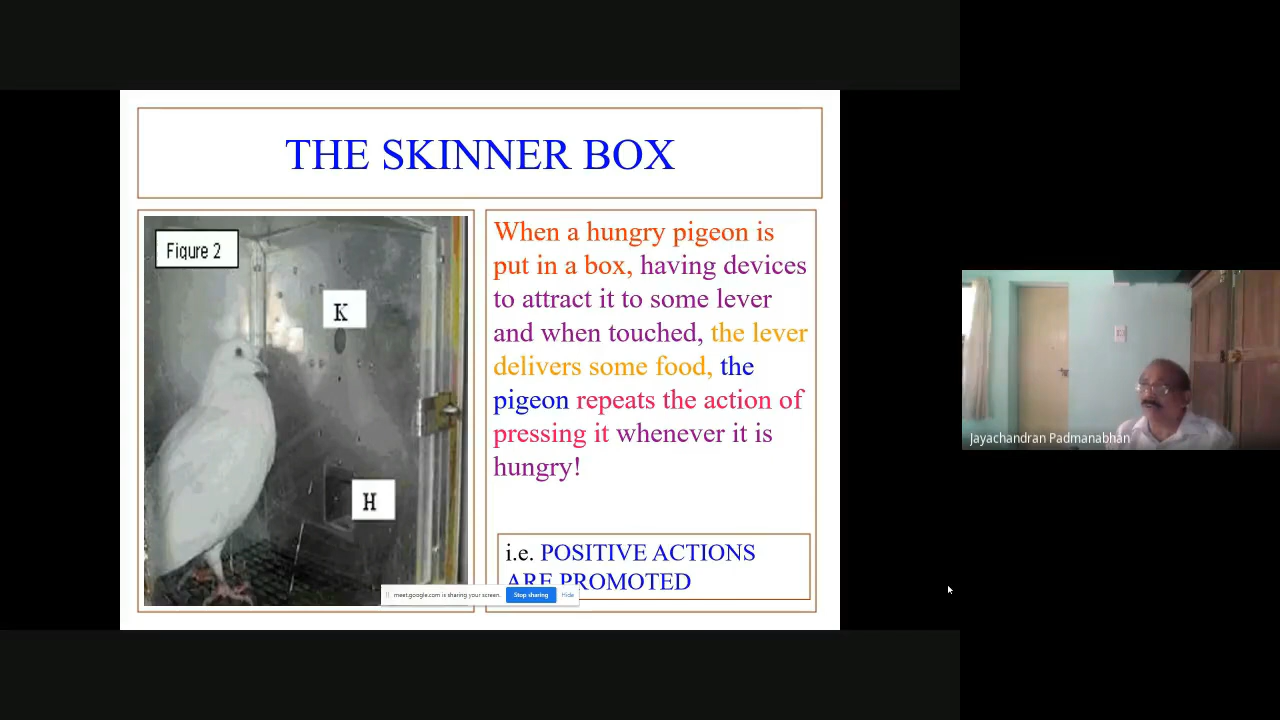 THE SKINNER BOX
Figure 2
K
H
When a hungry pigeon is
put in a box, having devices
to attract it to some lever
and when touched, the lever
delivers some food, the
pigeon repeats the action of
pressing it whenever it is
hungry!
i.e. POSITIVE ACTIONS
ARE PROMOTED
meet.google.com is sharing your screen.
Stop sharing
Hide
Jayachandran Padmanabhan